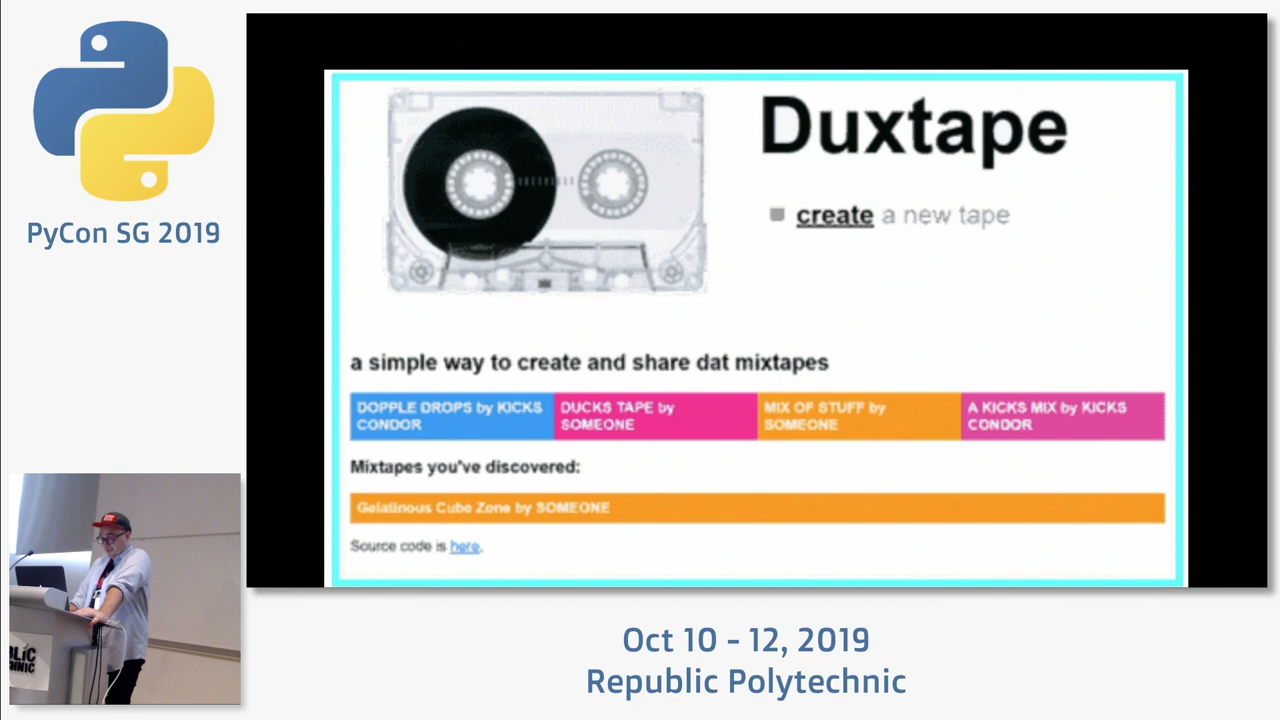 PyCon SG 2019
Duxtape
create a new tape
a simple way to create and share dat mixtapes
DOPPLE DROPS by KICKS
CONDOR
DUCKS TAPE by
SOMEONE
MIX OF STUFF by
SOMEONE
A KICKS MIX by KICKS
CONDOR
Mixtapes you've discovered:
Gelatinous Cube Zone by SOMEONE
Source code is here.
Oct 10 - 12, 2019
Republic Polytechnic